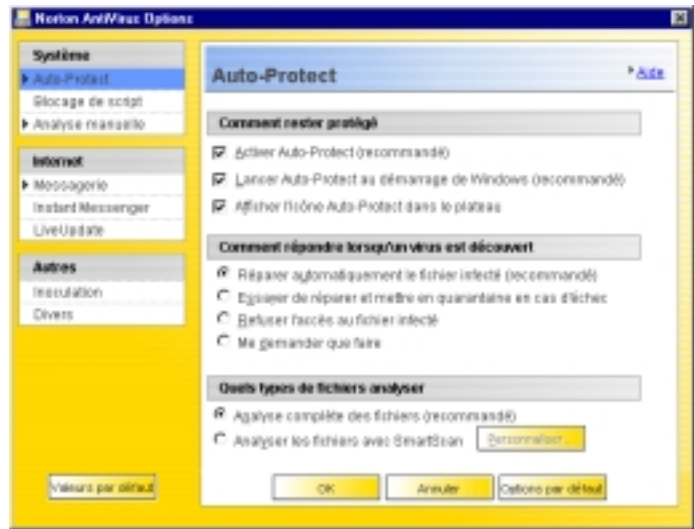 Norton AntiVirus Options
Système
Auto-Protect
Blocage de script
Analyse manuelle
Internet
Messagerie
Instant Messenger
LiveUpdate
Autres
Inoculation
Divers
Valeurs par défaut
Auto-Protect
Aide
Comment rester protégé
Activer Auto-Protect (recommandé)
Lancer Auto-Protect au démarrage de Windows (recommandé)
Afficher l'icône Auto-Protect dans le plateau
Comment répondre lorsqu'un virus est découvert
Réparer automatiquement le fichier infecté (recommandé)
Essayer de réparer et mettre en quarantaine en cas d'échec
Refuser l'accès au fichier infecté
Me demander que faire
Quels types de fichiers analyser
Analyse complète des fichiers (recommandé)
Analyser les fichiers avec SmartScan
Personnaliser...
OK
Annuler
Options par défaut